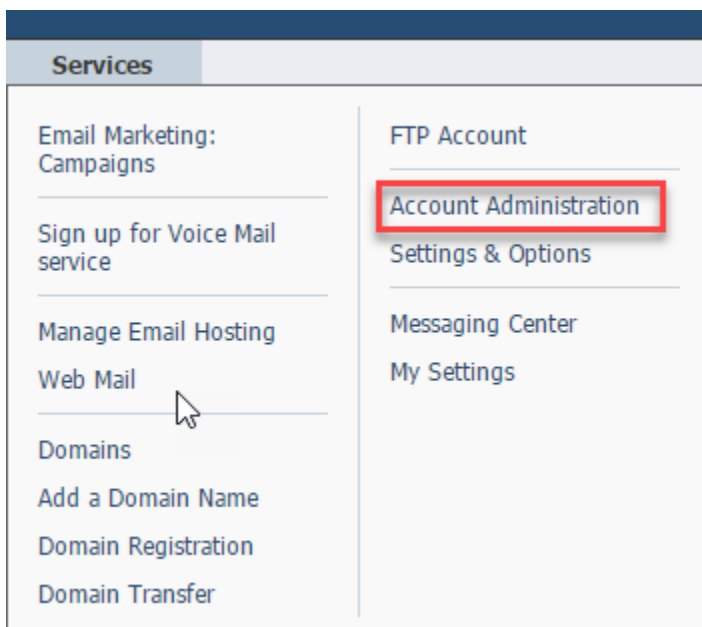 Services
Email Marketing:
Campaigns
Sign up for Voice Mail
service
Manage Email Hosting
Web Mail
Domains
Add a Domain Name
Domain Registration
Domain Transfer
FTP Account
Account Administration
Settings & Options
Messaging Center
My Settings